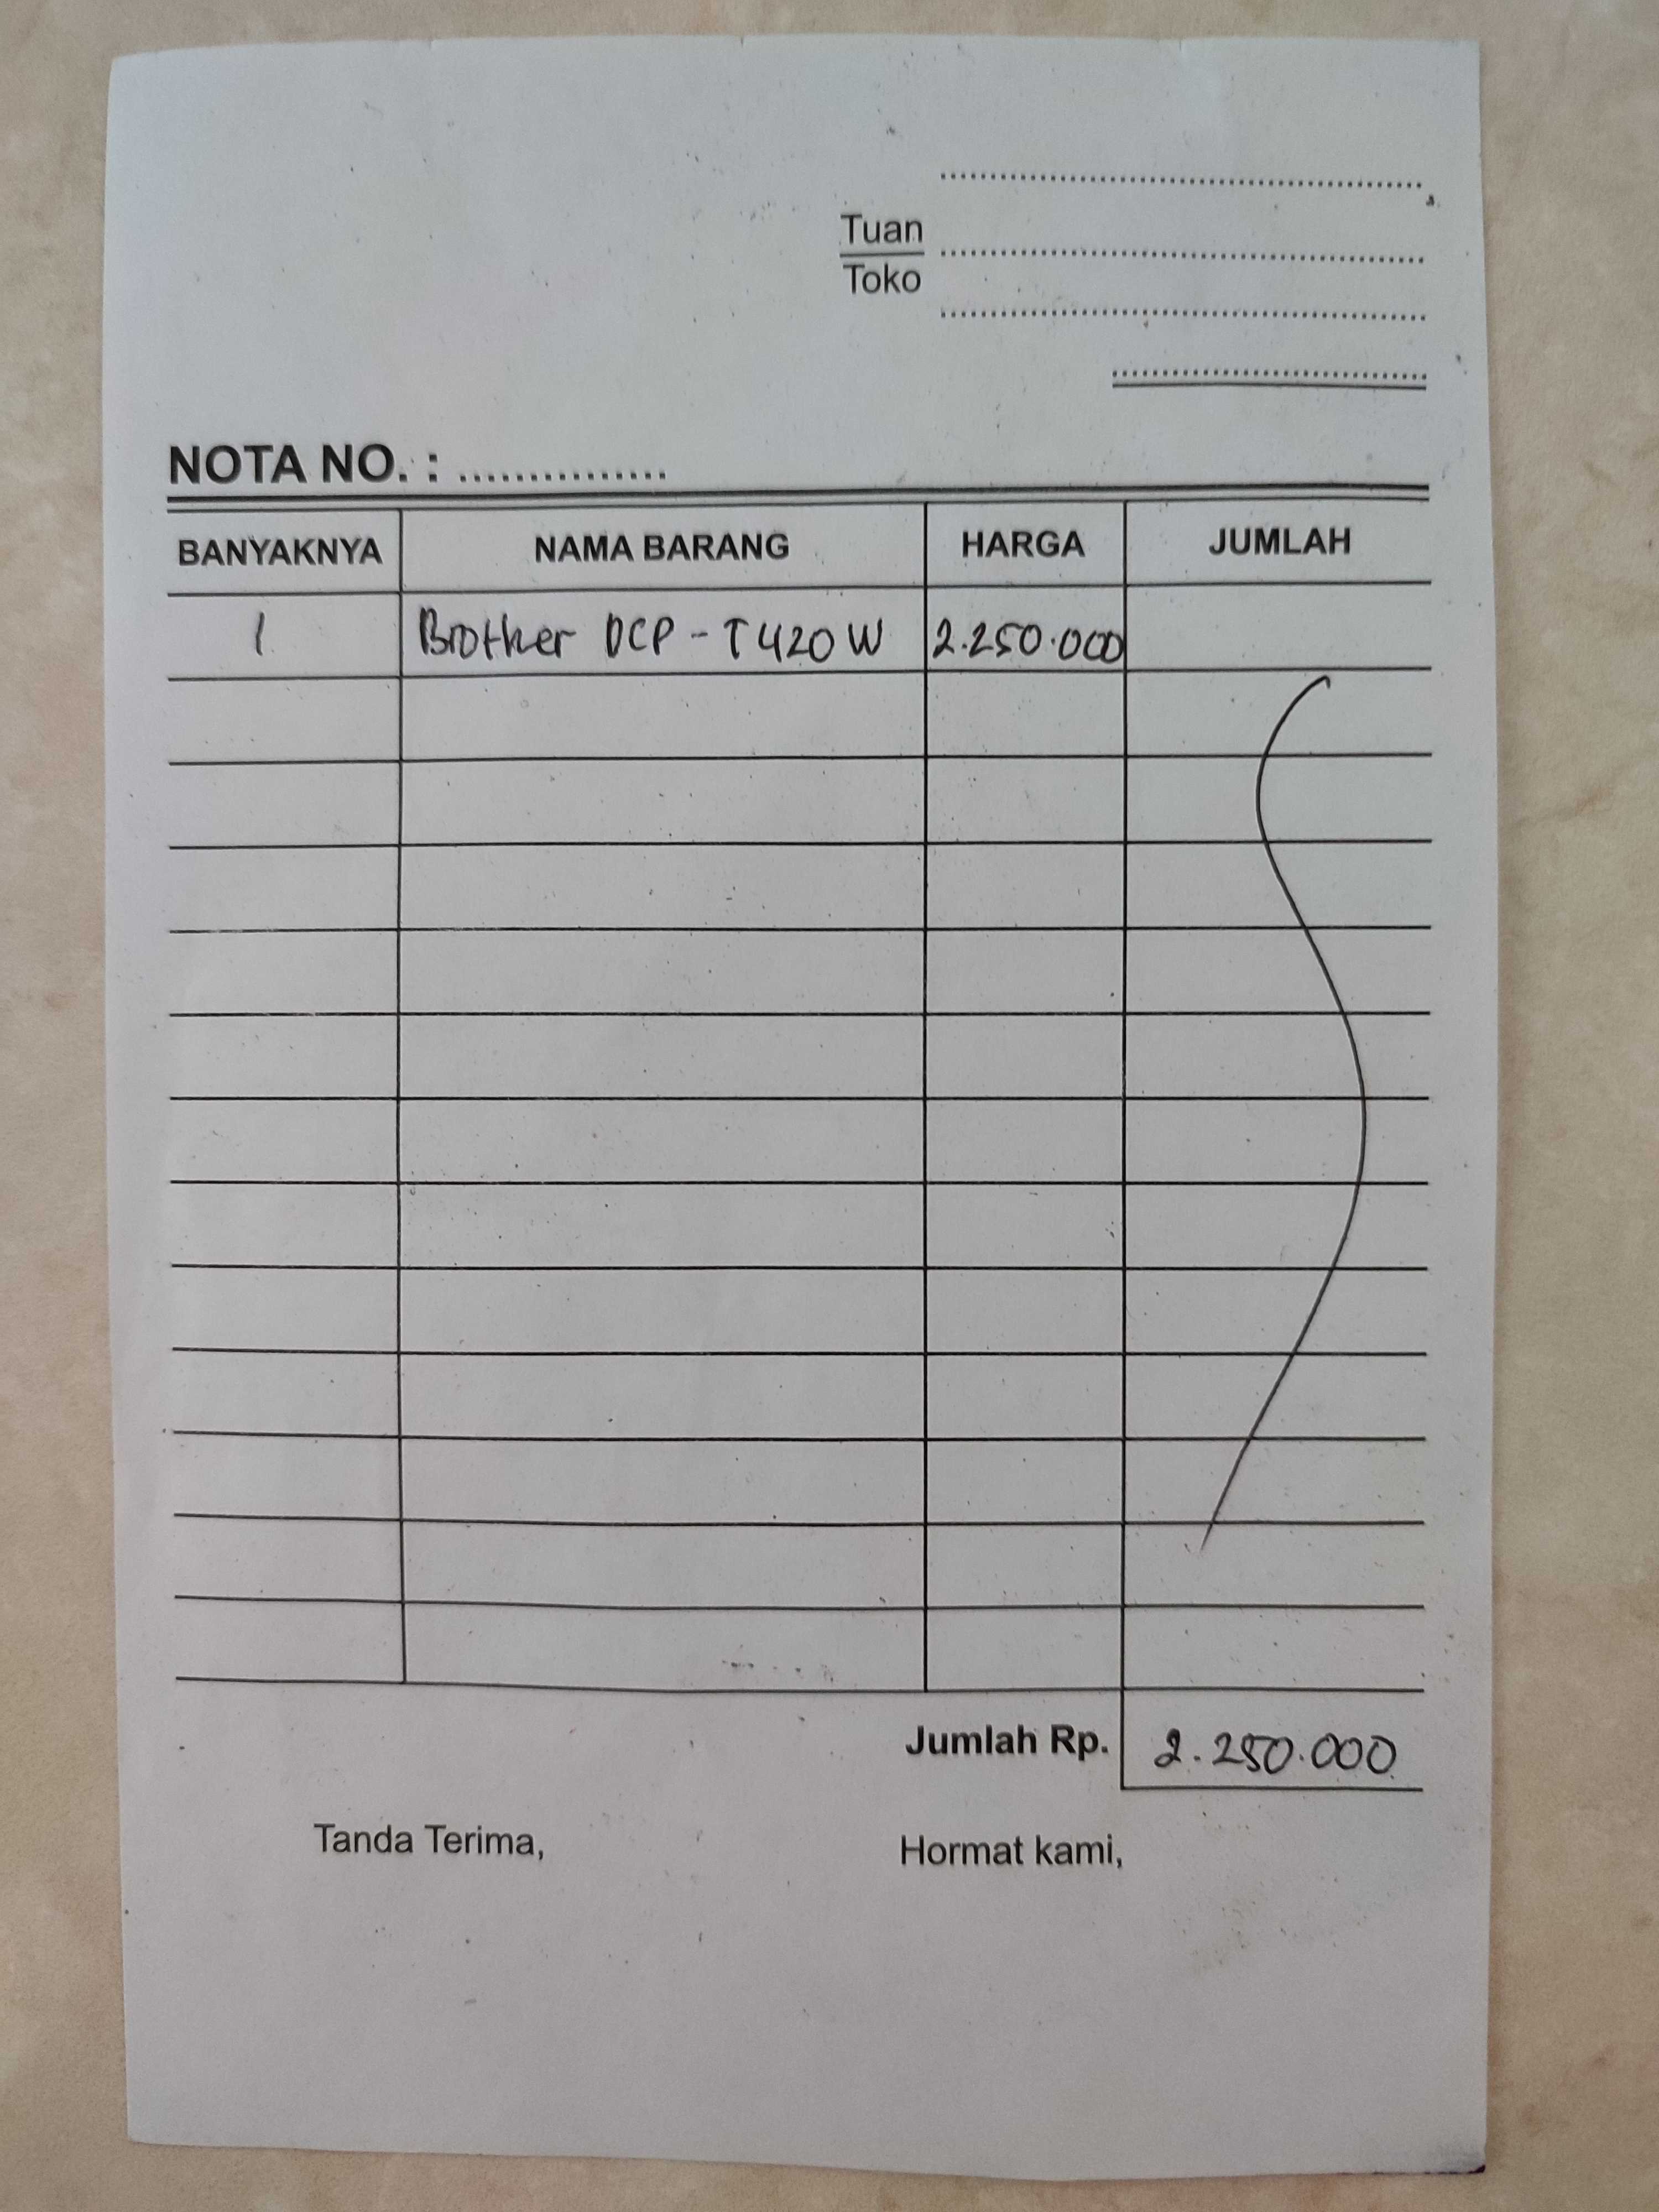 Tuan
Toko
NOTA NO. : ...............
BANYAKNYA NAMA BARANG HARGA JUMLAH
1 Brother DCP - T420W 2.250.000
Jumlah Rp. 2.250.000
Tanda Terima, Hormat kami,